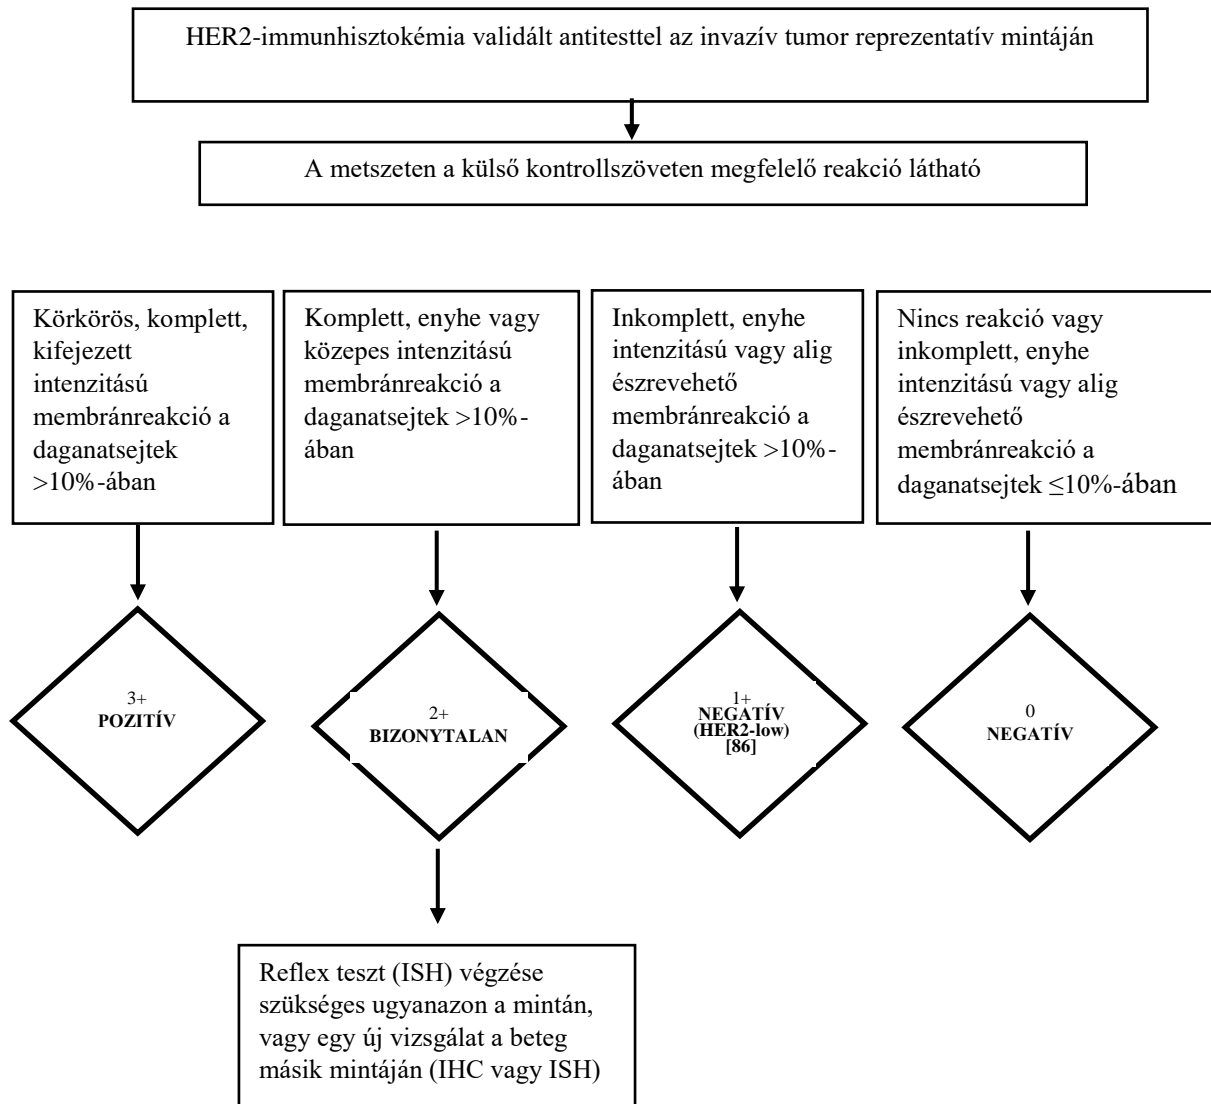 HER2-immunhisztokémia validált antitesttel az invazív tumor reprezentatív mintáján
A metszeten a külső kontrollszöveten megfelelő reakció látható
Körkörös, komplett,
kifejezett
intenzitású
membránreakció a
daganatsejtek
>10%-ában
Komplett, enyhe vagy
közepes intenzitású
membránreakció a
daganatsejtek >10%-
ában
Inkomplett, enyhe
intenzitású vagy alig
észrevehető
membránreakció a
daganatsejtek >10%-
ában
Nincs reakció vagy
inkomplett, enyhe
intenzitású vagy alig
észrevehető
membránreakció a
daganatsejtek ≤10%-ában
3+
POZITÍV
2+
BIZONYTALAN
1+
NEGATÍV
(HER2-low)
[86]
0
NEGATÍV
Reflex teszt (ISH) végzése
szükséges ugyanazon a mintán,
vagy egy új vizsgálat a beteg
másik mintáján (IHC vagy ISH)